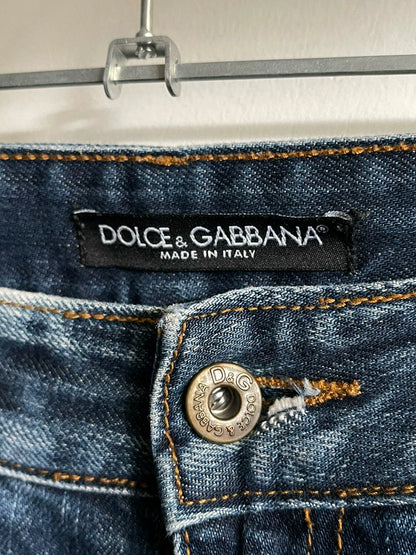 DOLCE & GABBANA®
MADE IN ITALY
D&G
DOLCE & GABBANA